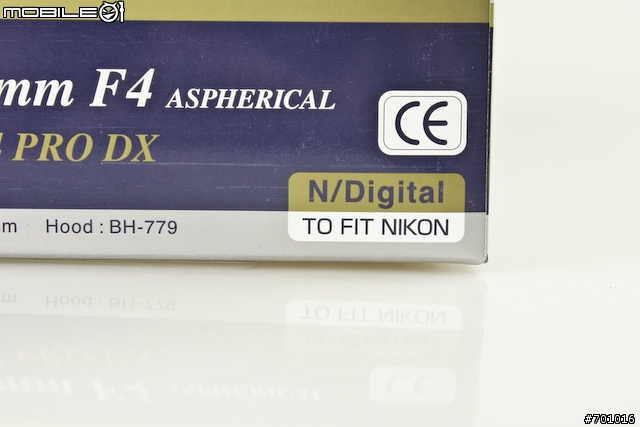 MOBILE01
mm F4 ASPHERICAL
PRO DX
CE
N/Digital
TO FIT NIKON
m Hood : BH-779
#701016